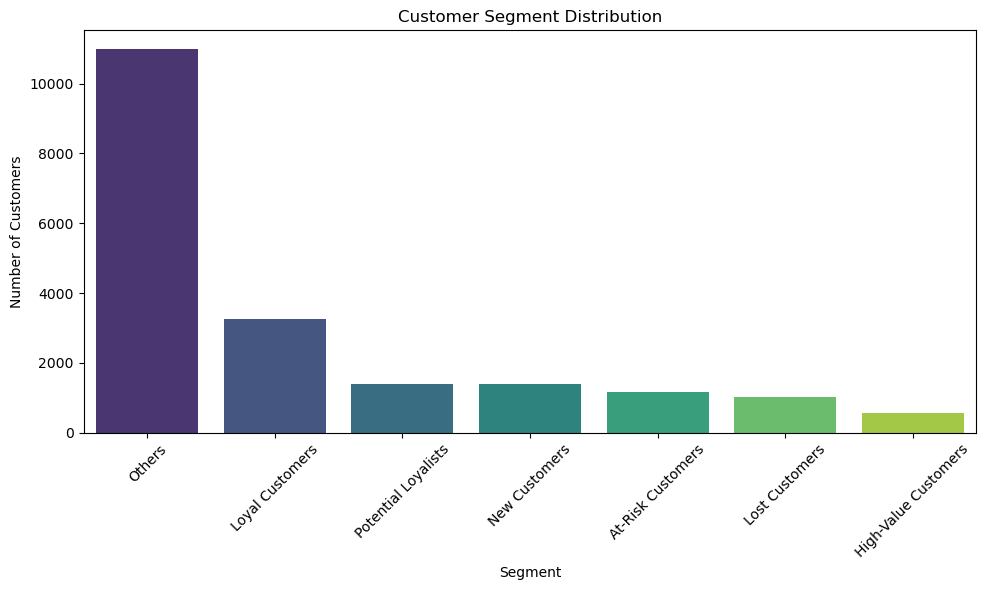 Customer Segment Distribution
Number of Customers
10000
8000
6000
4000
2000
0
Others
Loyal Customers
Potential Loyalists
New Customers
At-Risk Customers
Lost Customers
High-Value Customers
Segment